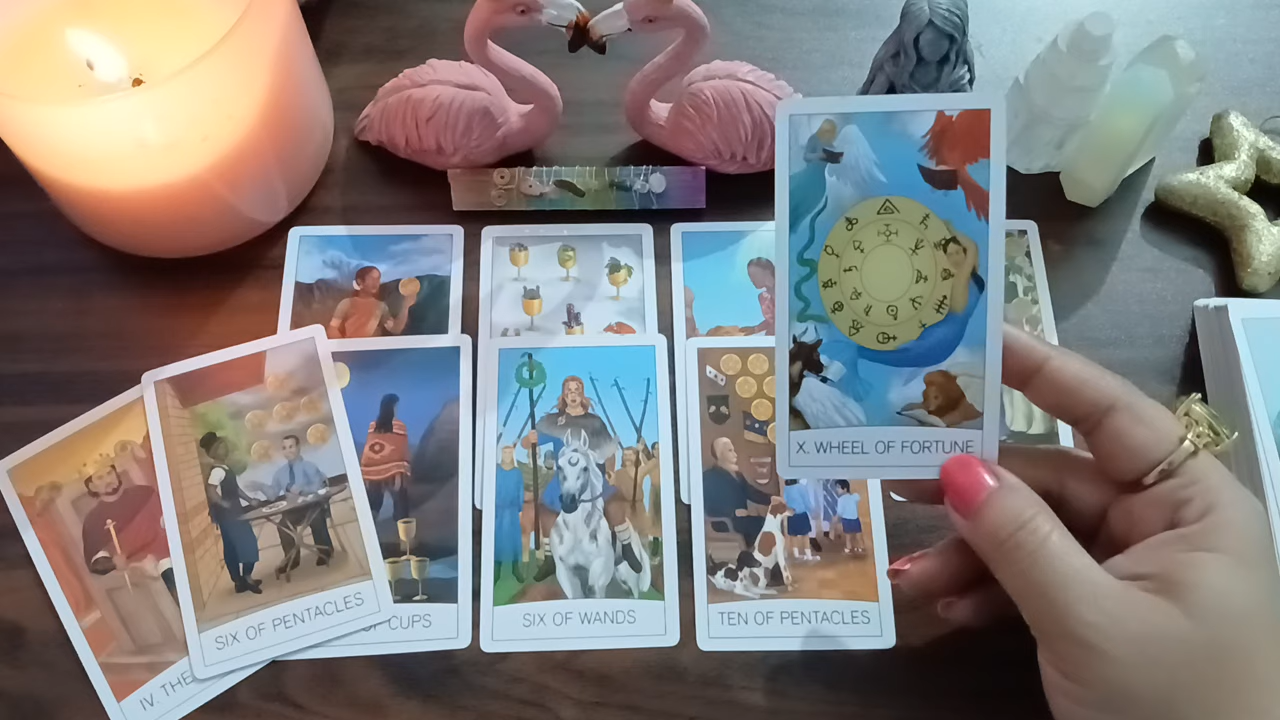 X. WHEEL OF FORTUNE
SIX OF PENTACLES
OF CUPS
SIX OF WANDS
TEN OF PENTACLES
IV. THE